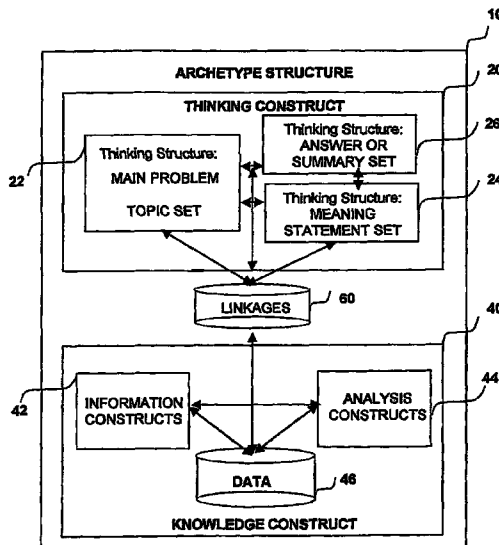 10
ARCHETYPE STRUCTURE
20
THINKING CONSTRUCT
26
22
Thinking Structure:
MAIN PROBLEM
TOPIC SET
Thinking Structure:
ANSWER OR
SUMMARY SET
24
Thinking Structure:
MEANING
STATEMENT SET
LINKAGES
60
40
42
INFORMATION
CONSTRUCTS
ANALYSIS
CONSTRUCTS
44
DATA
46
KNOWLEDGE CONSTRUCT